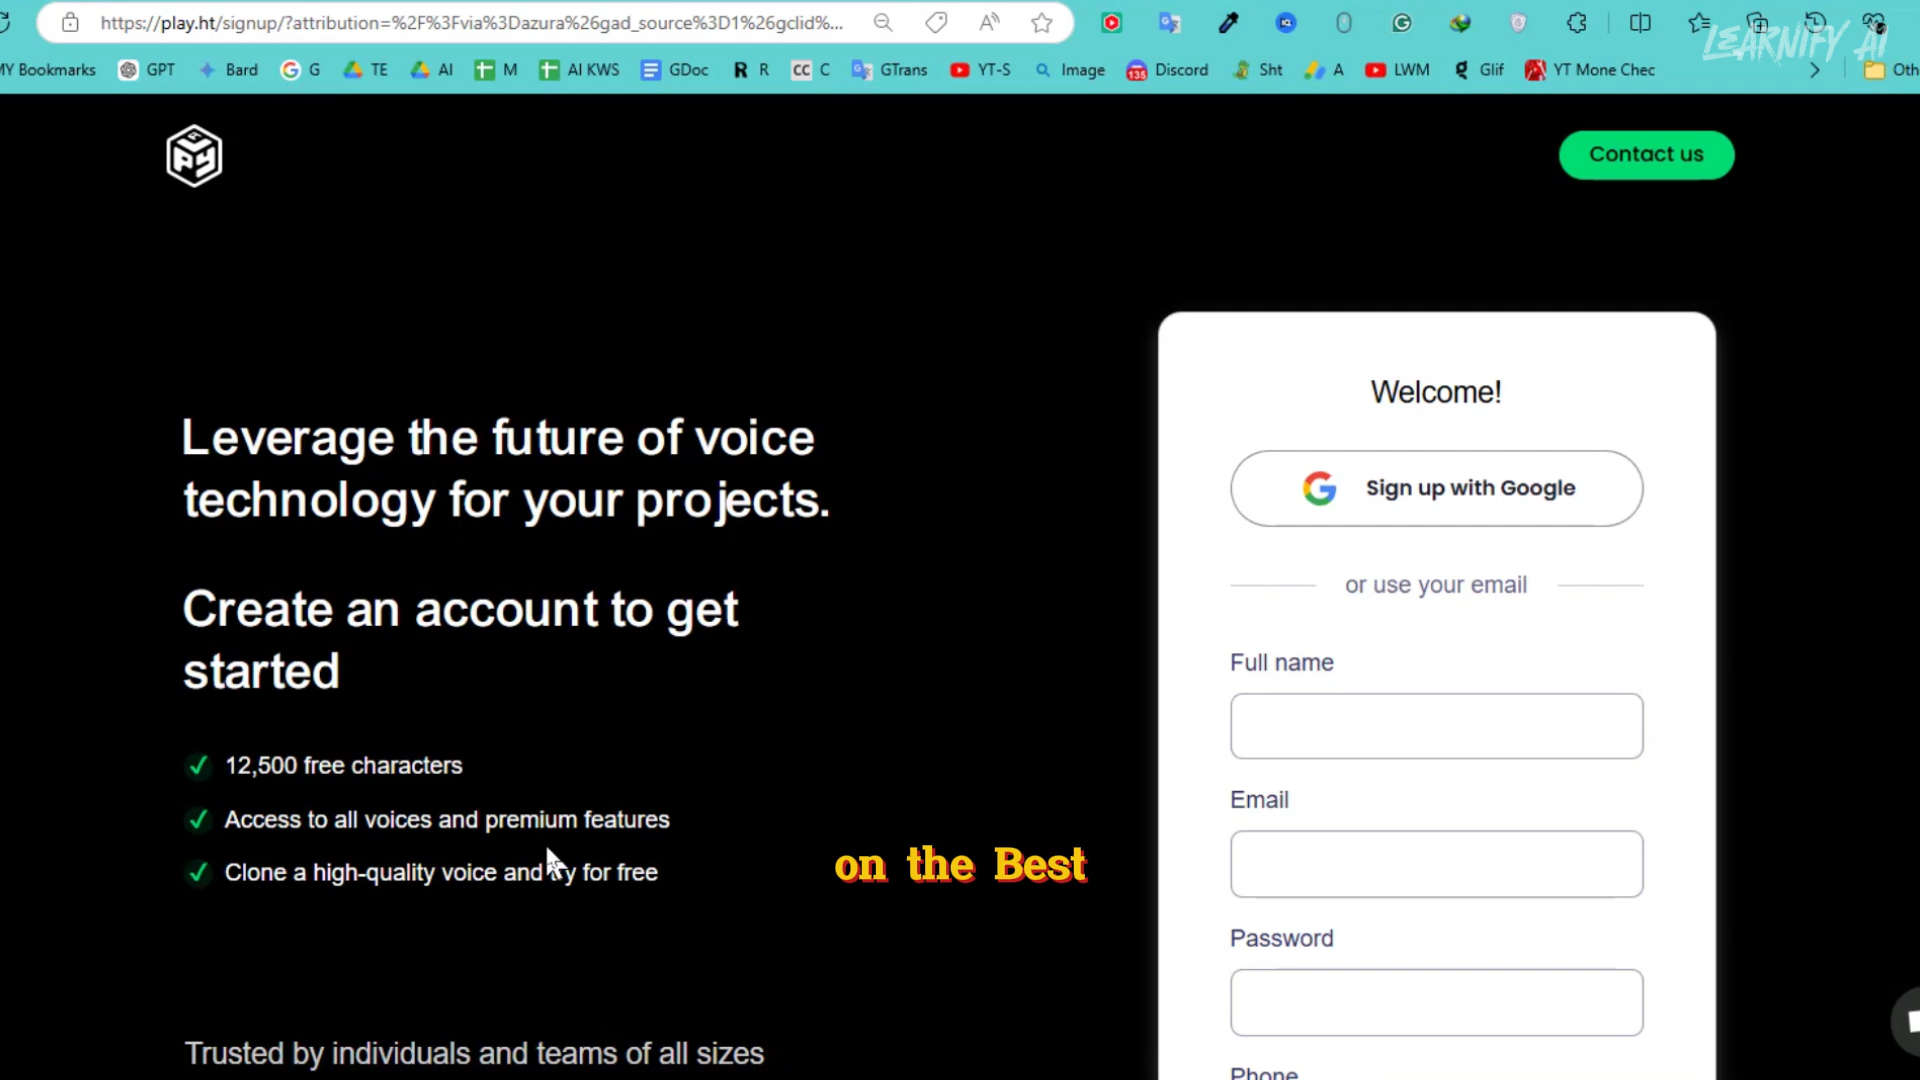 https://play.ht/signup/?attribution=%2F%3Fvia%3Dazura%26gad_source%3D1%26gclid%...
LEARNIFY AI
MY Bookmarks GPT Bard G TE AI M AI KWS GDoc R R CC C GTrans YT-S Image 135 Discord Sht A LWM Glif YT Mone Chec Oth
Contact us
Leverage the future of voice
technology for your projects.
Create an account to get
started
12,500 free characters
Access to all voices and premium features
Clone a high-quality voice and try for free
Trusted by individuals and teams of all sizes
on the Best
Welcome!
Sign up with Google
or use your email
Full name
Email
Password
Phone